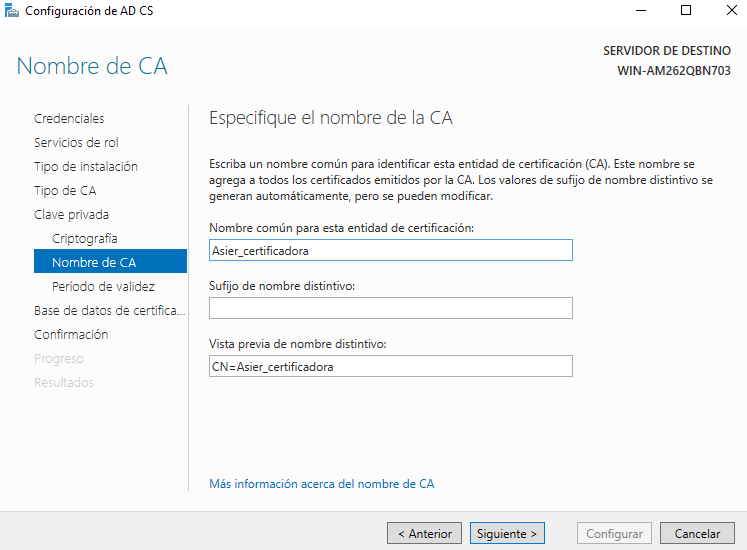 Configuración de AD CS
Nombre de CA
SERVIDOR DE DESTINO
WIN-AM262QBN703
Credenciales
Servicios de rol
Tipo de instalación
Tipo de CA
Clave privada
Criptografía
Nombre de CA
Período de validez
Base de datos de certifica...
Confirmación
Progreso
Resultados
Especifique el nombre de la CA
Escriba un nombre común para identificar esta entidad de certificación (CA). Este nombre se
agrega a todos los certificados emitidos por la CA. Los valores de sufijo de nombre distintivo se
generan automáticamente, pero se pueden modificar.
Nombre común para esta entidad de certificación:
Asier_certificadora
Sufijo de nombre distintivo:
Vista previa de nombre distintivo:
CN=Asier_certificadora
Más información acerca del nombre de CA
< Anterior
Siguiente >
Configurar
Cancelar